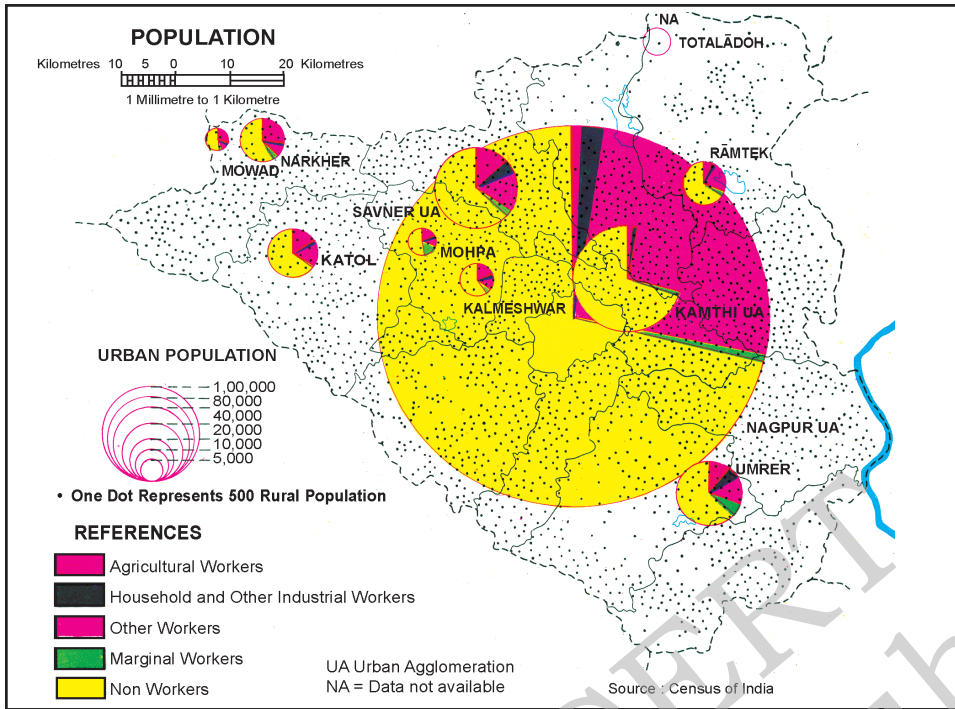 POPULATION
Kilometres 10 5 0 10 20 Kilometres
1 Millimetre to 1 Kilometre
NA
TOTALĀDOH
NARKHER
MOWAD
RĀMTEK
SAVNER UA
MOHPA
KATOL
KALMESHWAR
KAMTHI UA
NAGPUR UA
UMRER
URBAN POPULATION
1,00,000
80,000
40,000
20,000
10,000
5,000
• One Dot Represents 500 Rural Population
REFERENCES
Agricultural Workers
Household and Other Industrial Workers
Other Workers
Marginal Workers
Non Workers
UA Urban Agglomeration
NA = Data not available
Source : Census of India